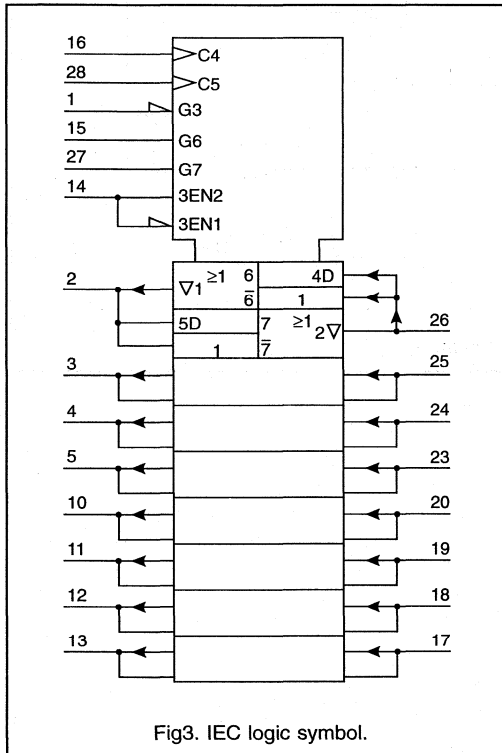 16 C4
28 C5
1 G3
15 G6
27 G7
14 3EN2
3EN1
2 ▽1 ≥1 6 4D
6̅ 1
5D 7 ≥1 2▽ 26
1 7̅
3 25
4 24
5 23
10 20
11 19
12 18
13 17
Fig3. IEC logic symbol.